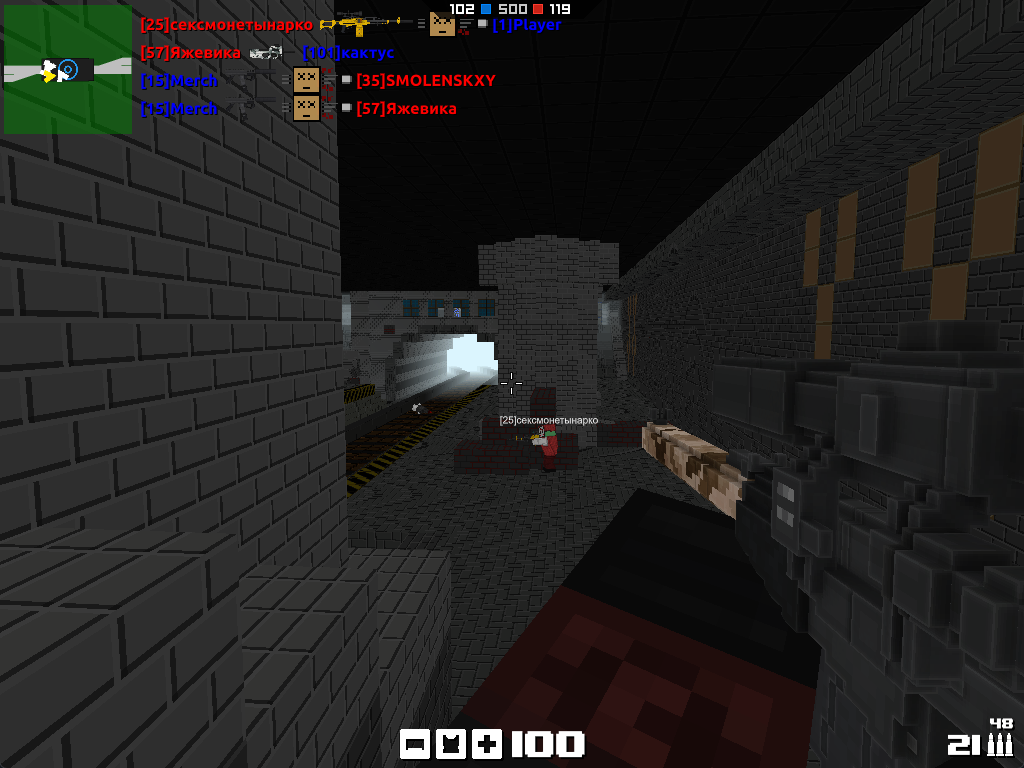 102 500 119
[25]сексмонетынарко [1]Player
[57]Яжевика [101]кактус
[15]Merch [35]SMOLENSKXY
[15]Merch [57]Яжевика
[25]сексмонетынарко
100
48
21